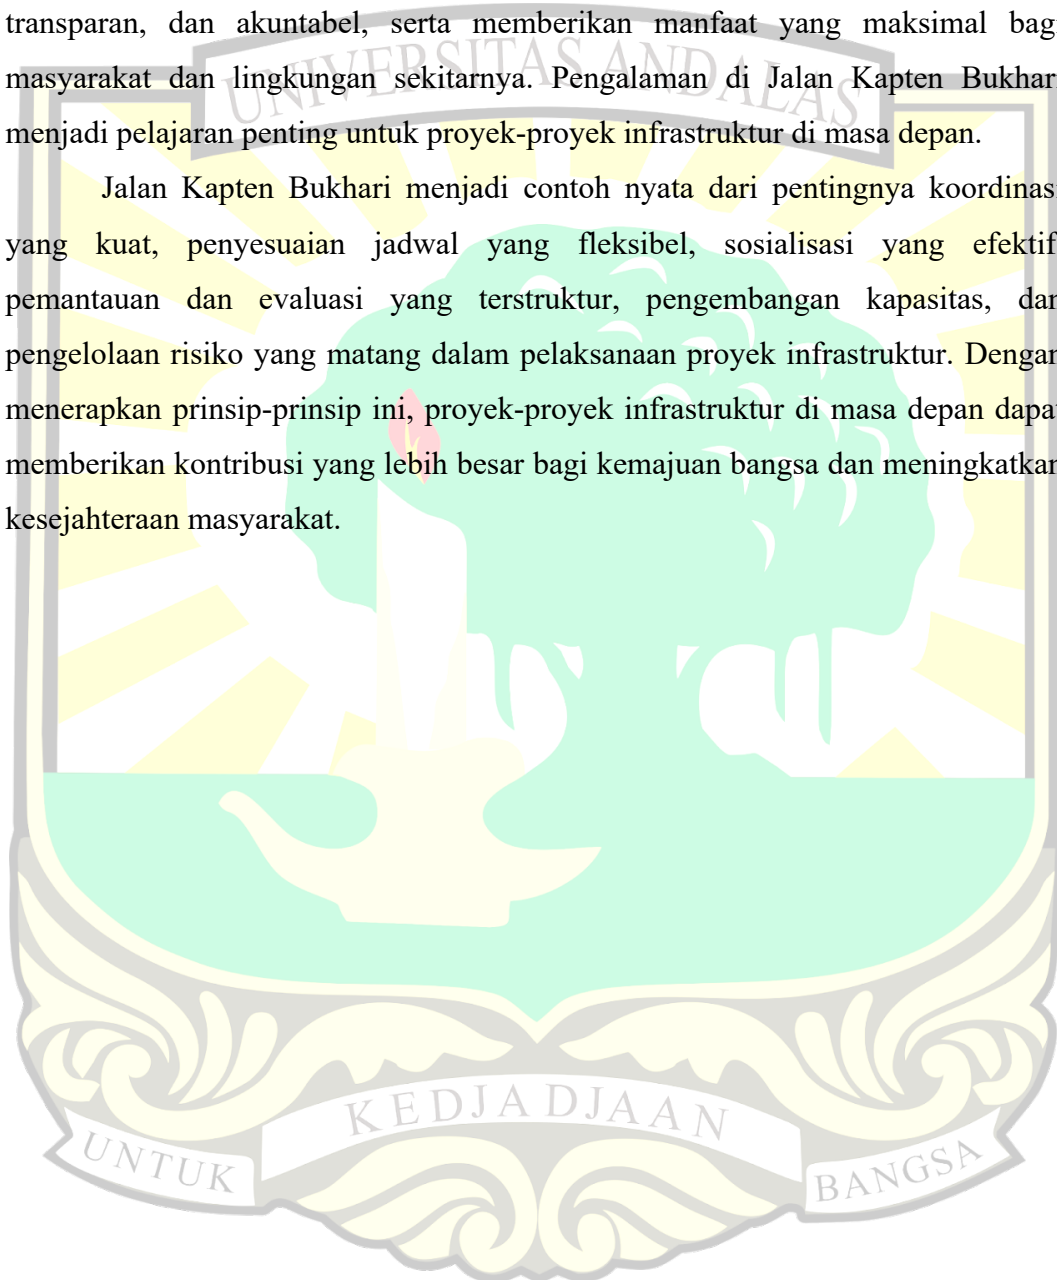 transparan, dan akuntabel, serta memberikan manfaat yang maksimal bagi
UNIVERSITAS ANDALAS
masyarakat dan lingkungan sekitarnya. Pengalaman di Jalan Kapten Bukhari
menjadi pelajaran penting untuk proyek-proyek infrastruktur di masa depan.
Jalan Kapten Bukhari menjadi contoh nyata dari pentingnya koordinasi
yang kuat, penyesuaian jadwal yang fleksibel, sosialisasi yang efektif
pemantauan dan evaluasi yang terstruktur, pengembangan kapasitas, dan
pengelolaan risiko yang matang dalam pelaksanaan proyek infrastruktur. Dengan
menerapkan prinsip-prinsip ini, proyek-proyek infrastruktur di masa depan dapat
memberikan kontribusi yang lebih besar bagi kemajuan bangsa dan meningkatkan
kesejahteraan masyarakat.
UNTUK KEDJADJAAN BANGSA